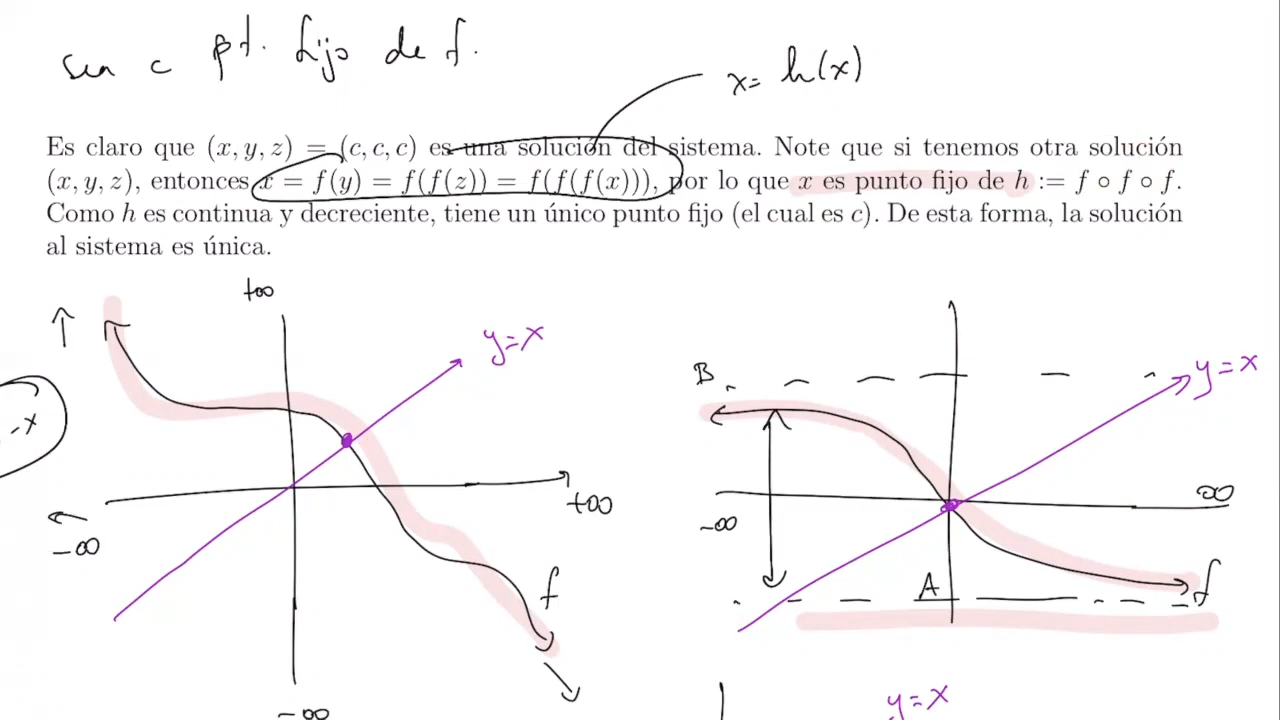 Sea c pt. fijo de f.
x = h(x)
Es claro que (x, y, z) = (c, c, c) es una solución del sistema. Note que si tenemos otra solución
(x, y, z), entonces x = f(y) = f(f(z)) = f(f(f(x))), por lo que x es punto fijo de h := f ∘ f ∘ f.
Como h es continua y decreciente, tiene un único punto fijo (el cual es c). De esta forma, la solución
al sistema es única.
+∞
y=x
B
y=x
-x
+∞
-∞
∞
-∞
f
A
f
-∞
y=x